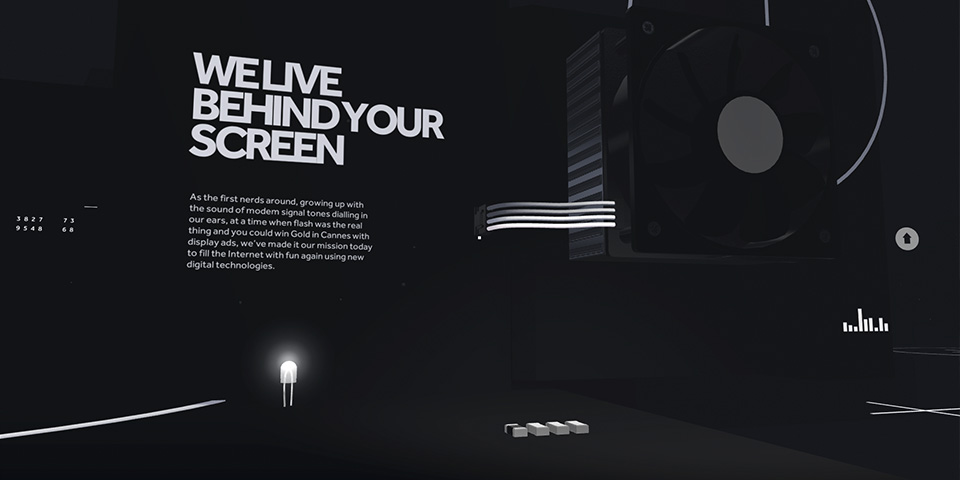 WE LIVE
BEHIND YOUR
SCREEN
As the first nerds around, growing up with
the sound of modem signal tones dialling in
our ears, at a time when flash was the real
thing and you could win Gold in Cannes with
display ads, we've made it our mission today
to fill the Internet with fun again using new
digital technologies.
3827 73
9548 68